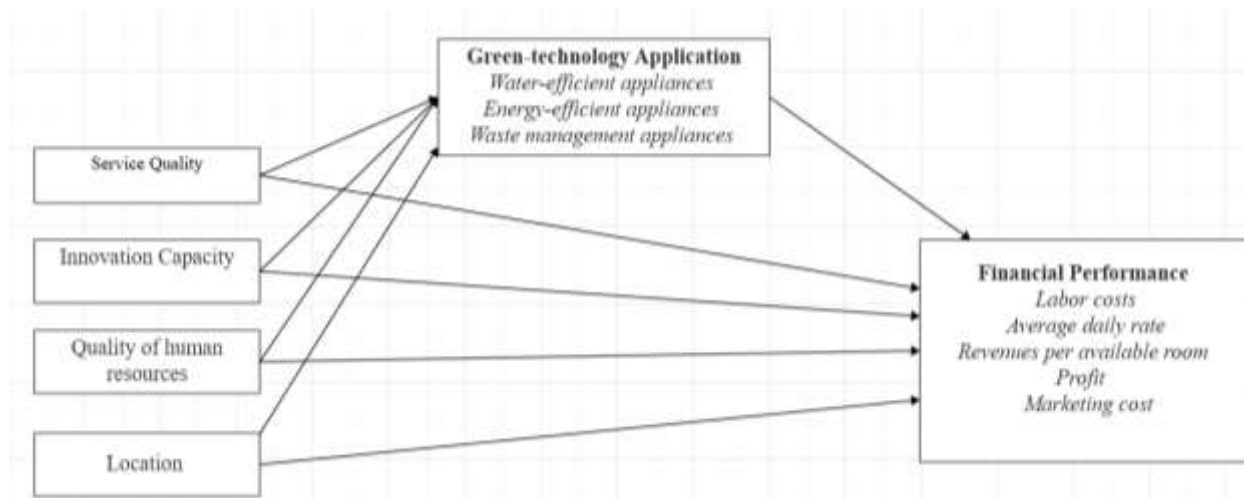 Green-technology Application
Water-efficient appliances
Energy-efficient appliances
Waste management appliances
Service Quality
Innovation Capacity
Quality of human
resources
Location
Financial Performance
Labor costs
Average daily rate
Revenues per available room
Profit
Marketing cost